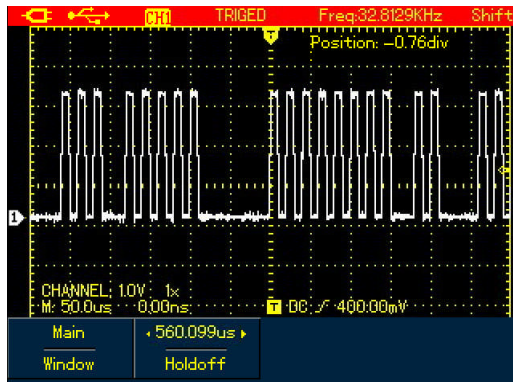 CH1 TRIGED Freq:32.8129KHz Shift
T
Position: -0.76div
1
CHANNEL; 1.0V 1x
M: 50.0us 0.00ns T DC 400.00mV
Main 560.099us
Window Holdoff